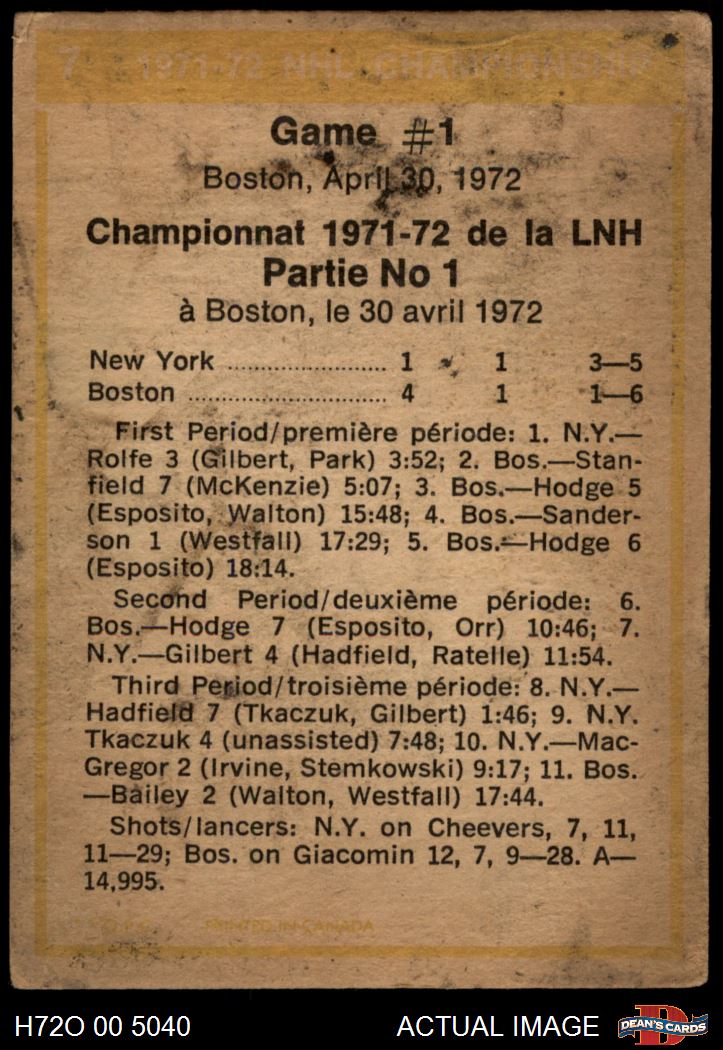 7 1971-72 NHL CHAMPIONSHIP
Game #1
Boston, April 30, 1972
Championnat 1971-72 de la LNH
Partie No 1
à Boston, le 30 avril 1972
New York ........................ 1 1 3—5
Boston .............................. 4 1 1—6
First Period/première période: 1. N.Y.—
Rolfe 3 (Gilbert, Park) 3:52; 2. Bos.—Stan-
field 7 (McKenzie) 5:07; 3. Bos.—Hodge 5
(Esposito, Walton) 15:48; 4. Bos.—Sander-
son 1 (Westfall) 17:29; 5. Bos.—Hodge 6
(Esposito) 18:14.
Second Period/deuxième période: 6.
Bos.—Hodge 7 (Esposito, Orr) 10:46; 7.
N.Y.—Gilbert 4 (Hadfield, Ratelle) 11:54.
Third Period/troisième période: 8. N.Y.—
Hadfield 7 (Tkaczuk, Gilbert) 1:46; 9. N.Y.
Tkaczuk 4 (unassisted) 7:48; 10. N.Y.—Mac-
Gregor 2 (Irvine, Stemkowski) 9:17; 11. Bos.
—Bailey 2 (Walton, Westfall) 17:44.
Shots/lancers: N.Y. on Cheevers, 7, 11,
11—29; Bos. on Giacomin 12, 7, 9—28. A—
14,995.
O.P.C. PRINTED IN CANADA
H72O 00 5040 ACTUAL IMAGE D DEAN'S CARDS